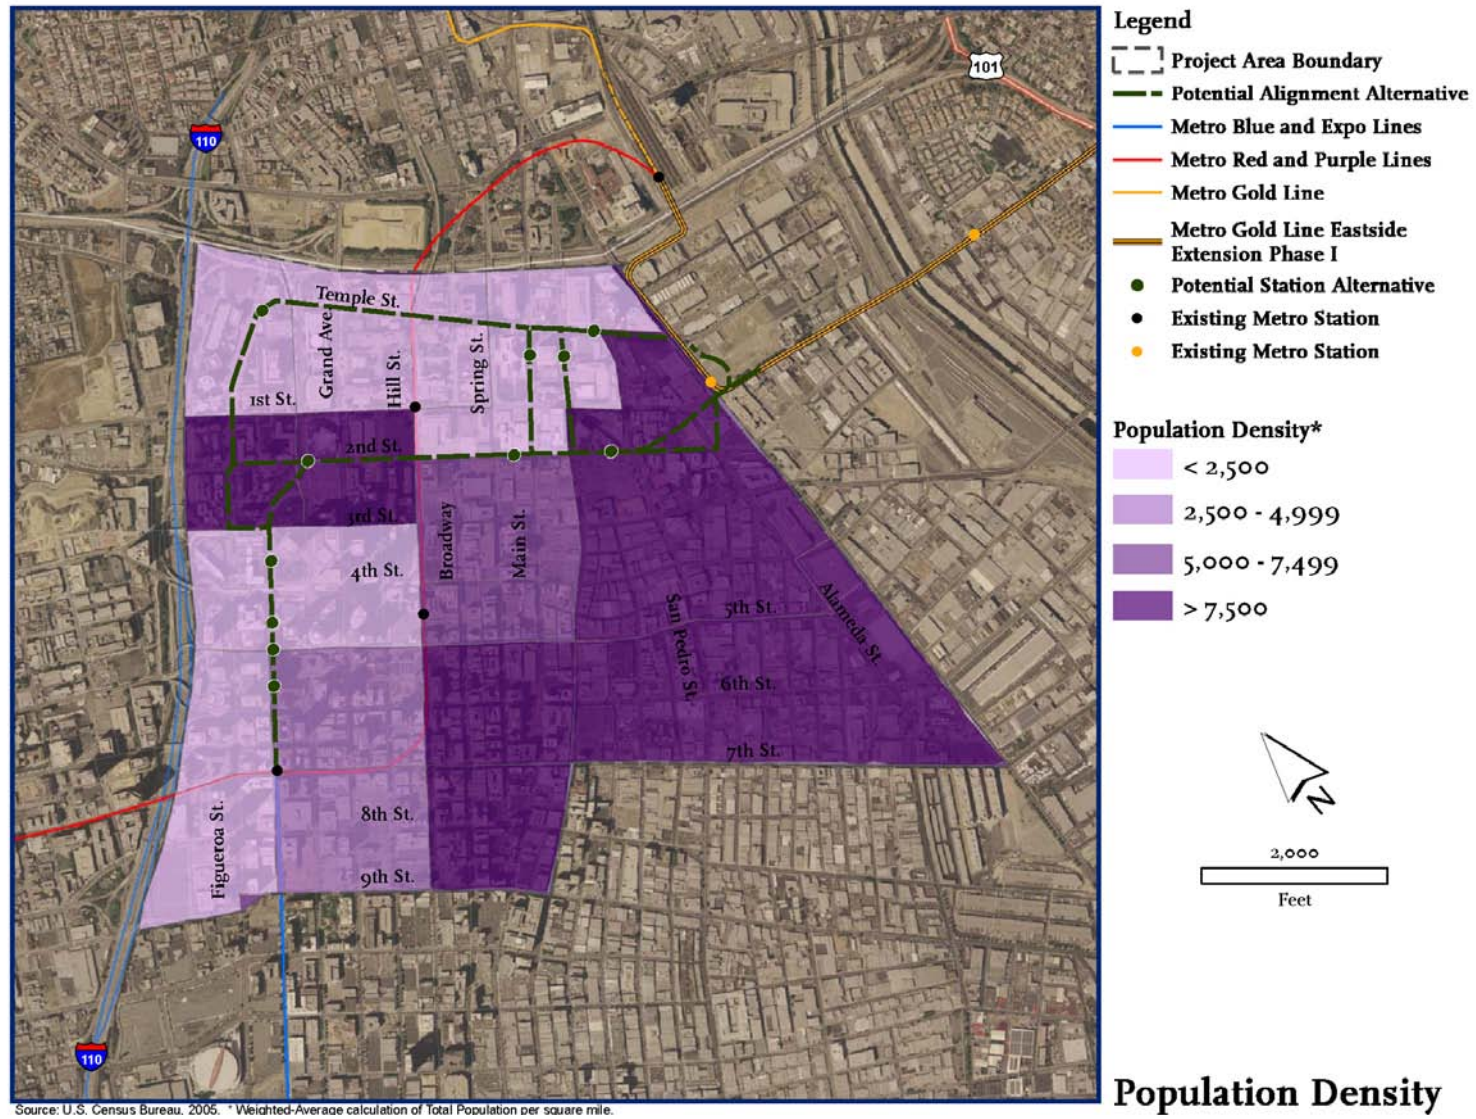 Legend
Project Area Boundary
Potential Alignment Alternative
Metro Blue and Expo Lines
Metro Red and Purple Lines
Metro Gold Line
Metro Gold Line Eastside
Extension Phase I
Potential Station Alternative
Existing Metro Station
Existing Metro Station
Population Density*
< 2,500
2,500 - 4,999
5,000 - 7,499
> 7,500
N
2,000
Feet
Population Density
101
110
Temple St.
Grand Ave.
Hill St.
Spring St.
1st St.
2nd St.
3rd St.
4th St.
Broadway
Main St.
San Pedro St.
5th St.
Alameda St.
6th St.
7th St.
Figueroa St.
8th St.
9th St.
110
Source: U.S. Census Bureau, 2005. * Weighted-Average calculation of Total Population per square mile.